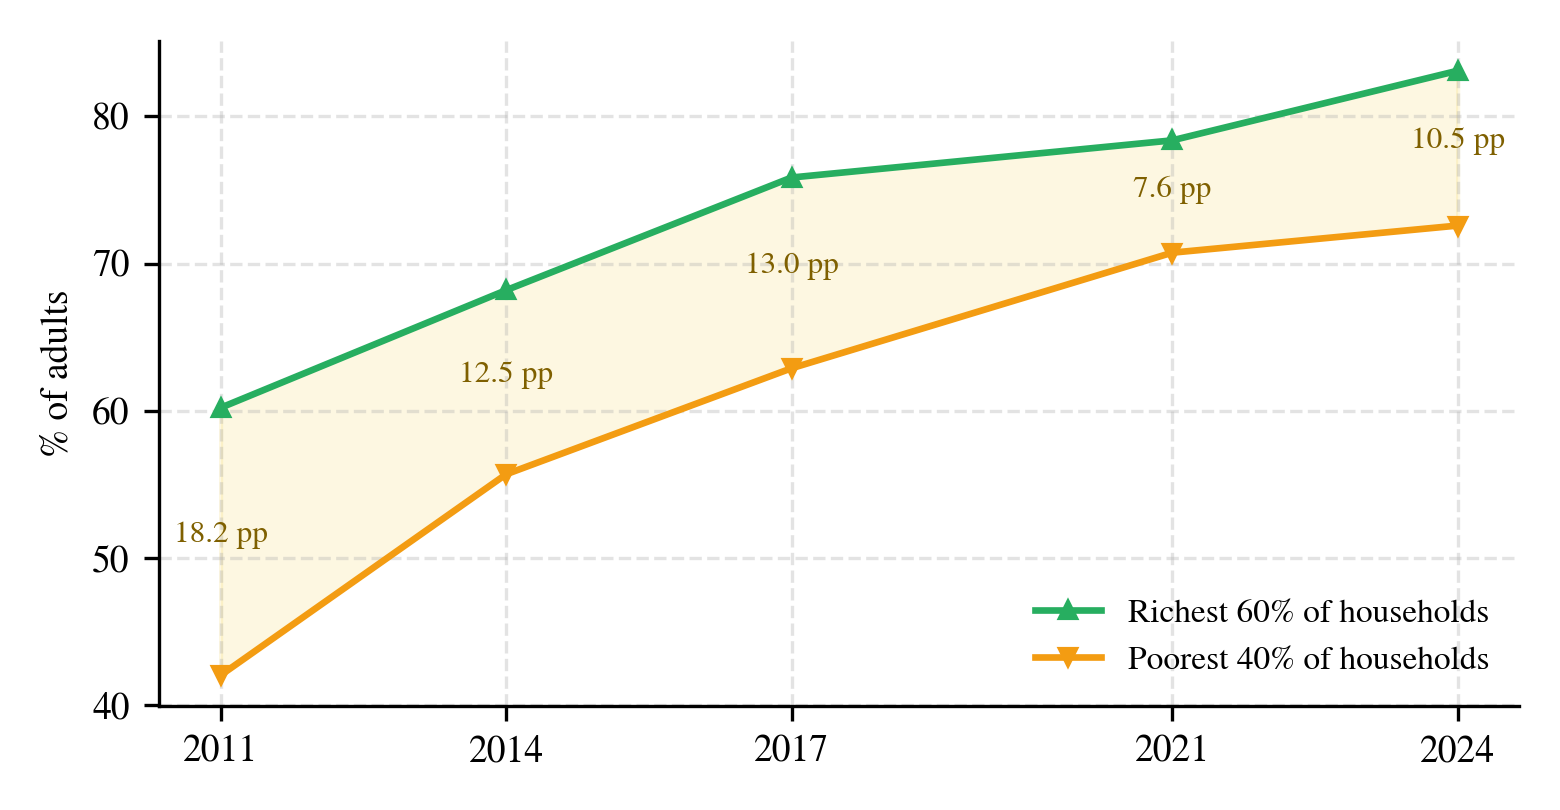 % of adults
80
70
60
50
40
18.2 pp
12.5 pp
13.0 pp
7.6 pp
10.5 pp
Richest 60% of households
Poorest 40% of households
2011
2014
2017
2021
2024